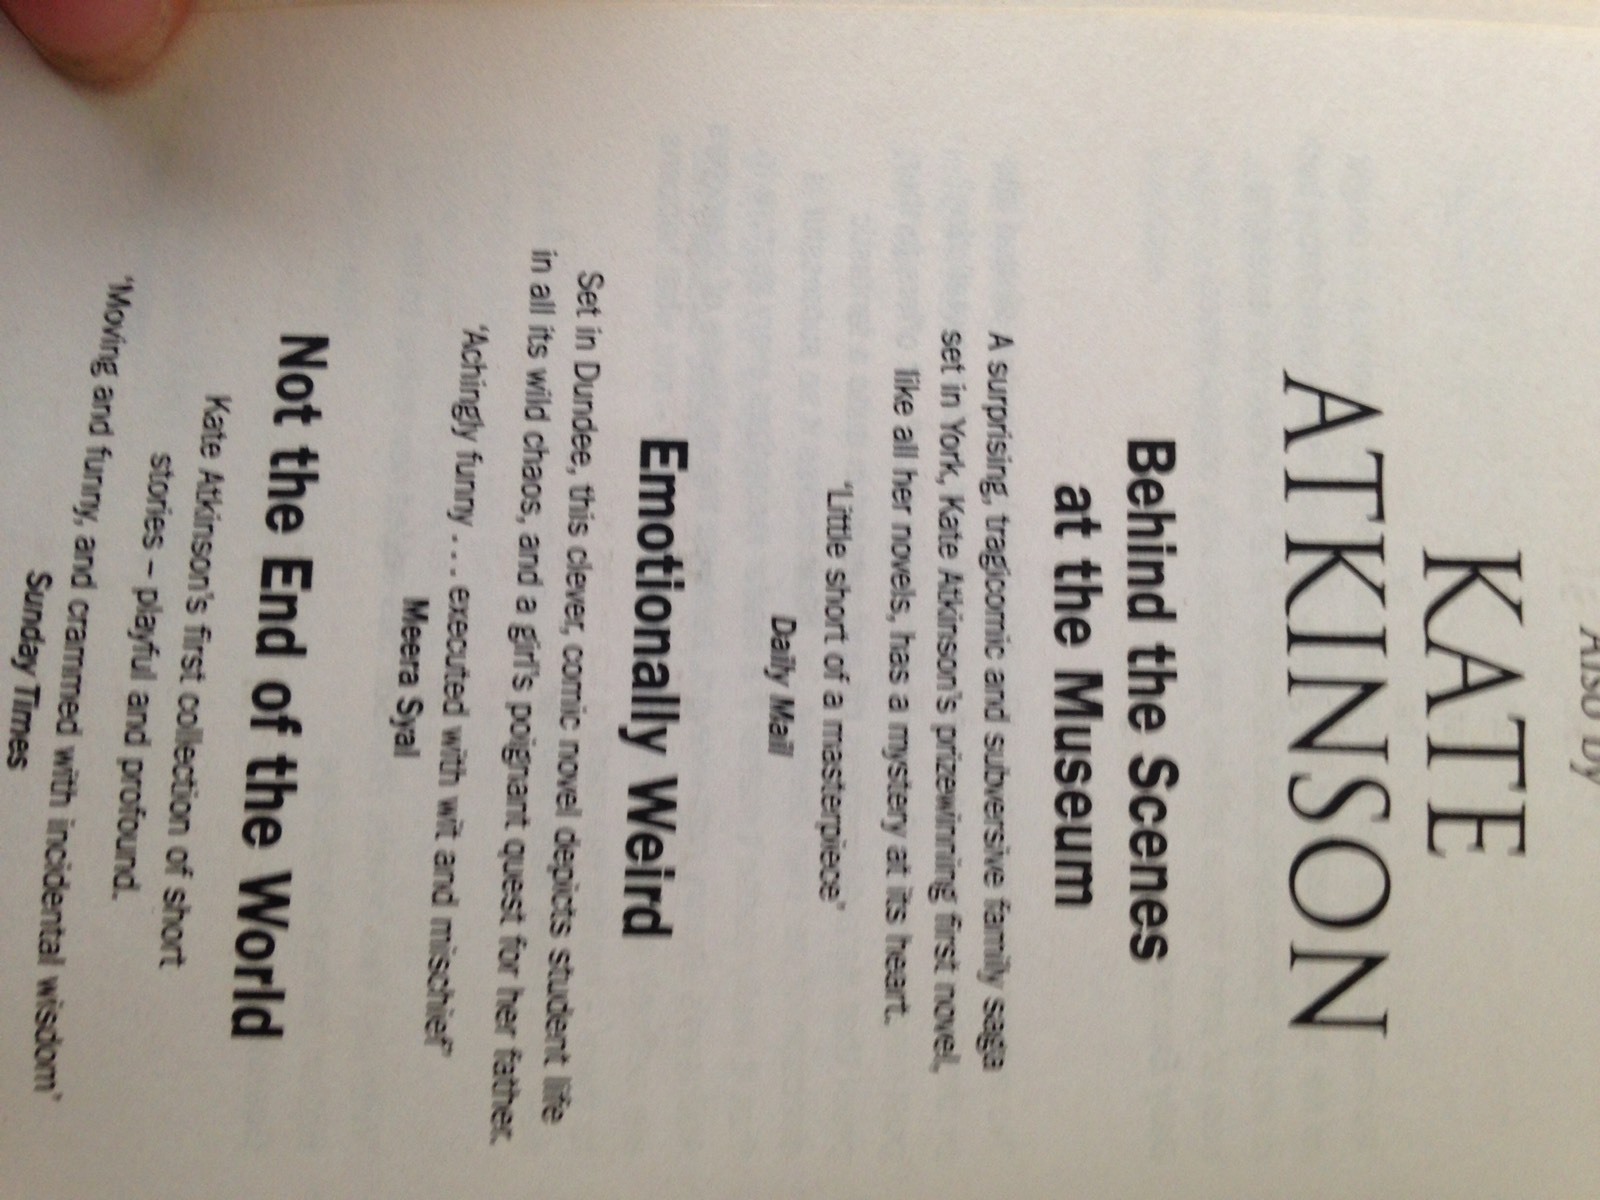 Also by
KATE
ATKINSON
Behind the Scenes
at the Museum
A surprising, tragicomic and subversive family saga
set in York, Kate Atkinson's prizewinning first novel,
like all her novels, has a mystery at its heart.
'Little short of a masterpiece'
Daily Mail
Emotionally Weird
Set in Dundee, this clever, comic novel depicts student life
in all its wild chaos, and a girl's poignant quest for her father.
'Achingly funny . . . executed with wit and mischief'
Meera Syal
Not the End of the World
Kate Atkinson's first collection of short
stories – playful and profound.
'Moving and funny, and crammed with incidental wisdom'
Sunday Times